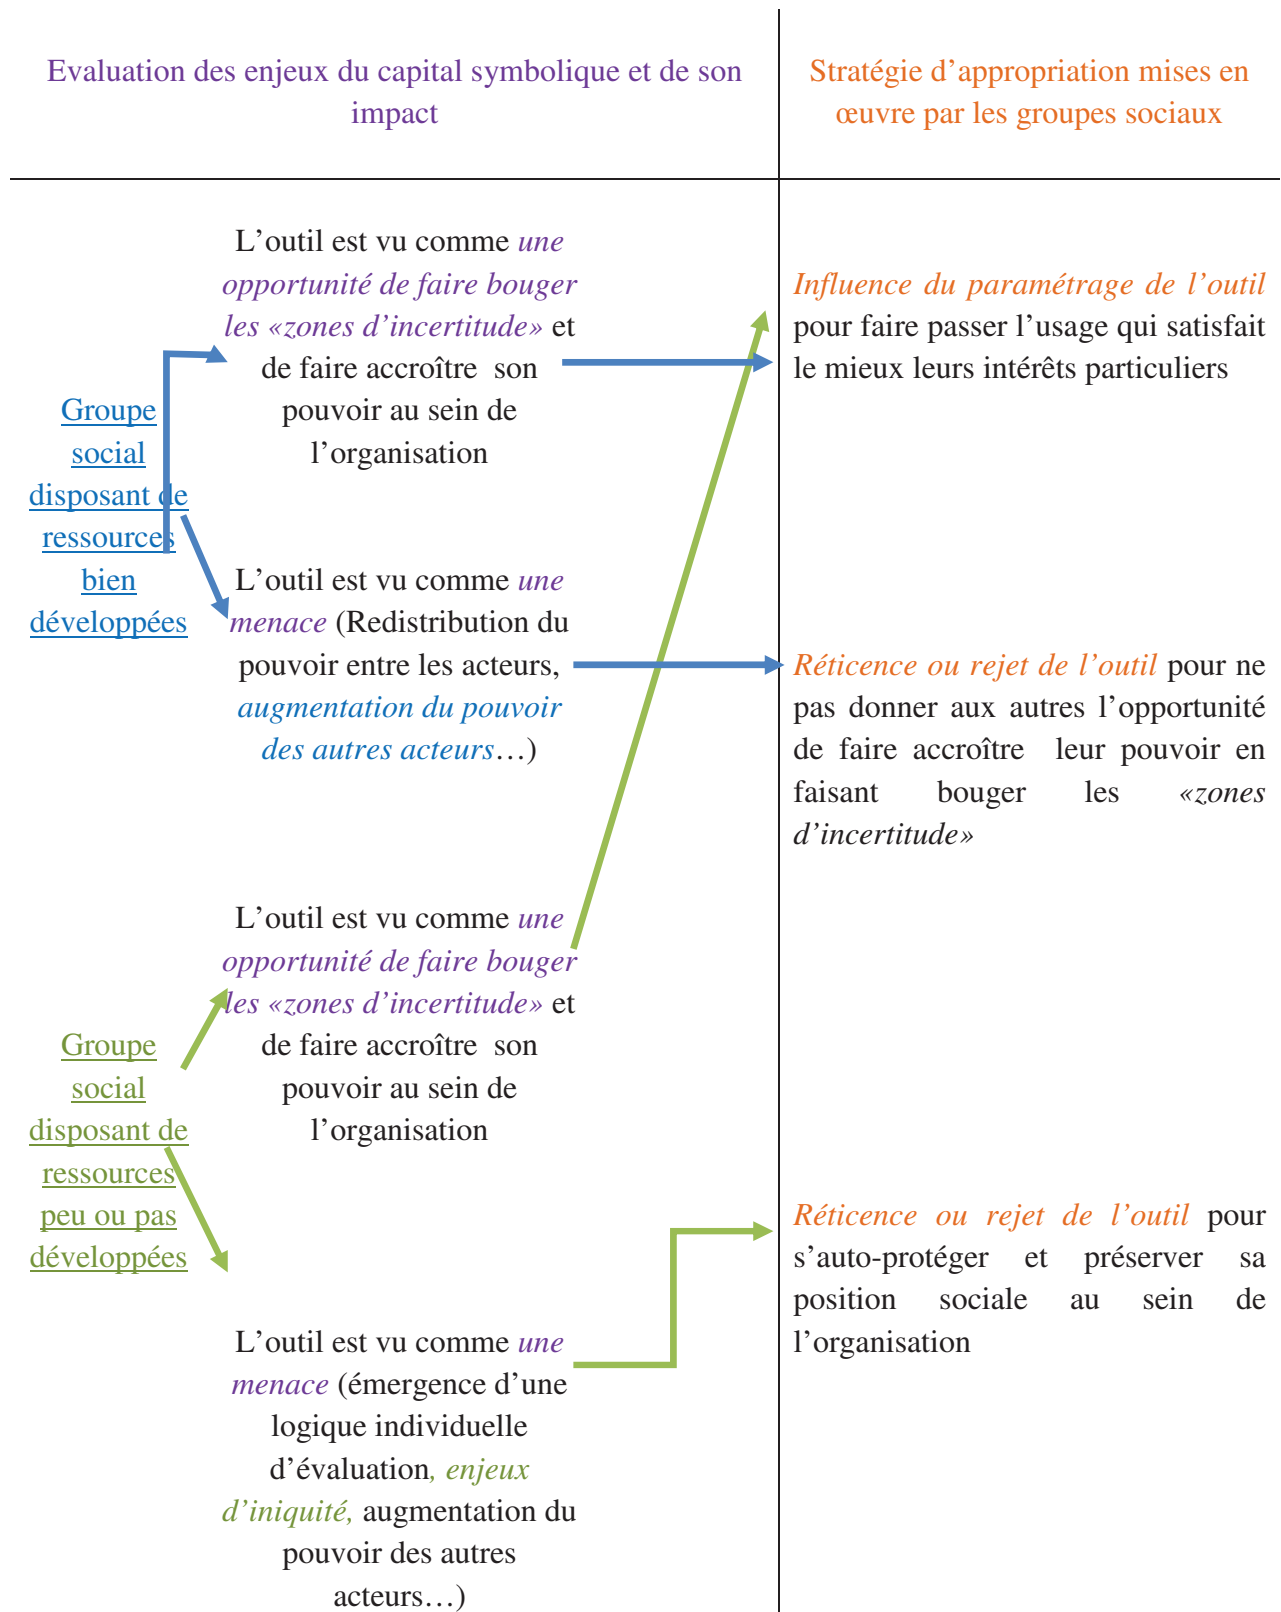 Evaluation des enjeux du capital symbolique et de son
impact
Stratégie d’appropriation mises en
œuvre par les groupes sociaux
Groupe
social
disposant de
ressources
bien
développées
L’outil est vu comme une
opportunité de faire bouger
les «zones d’incertitude» et
de faire accroître son
pouvoir au sein de
l’organisation
Influence du paramétrage de l’outil
pour faire passer l’usage qui satisfait
le mieux leurs intérêts particuliers
L’outil est vu comme une
menace (Redistribution du
pouvoir entre les acteurs,
augmentation du pouvoir
des autres acteurs…)
Réticence ou rejet de l’outil pour ne
pas donner aux autres l’opportunité
de faire accroître leur pouvoir en
faisant bouger les «zones
d’incertitude»
Groupe
social
disposant de
ressources
peu ou pas
développées
L’outil est vu comme une
opportunité de faire bouger
les «zones d’incertitude» et
de faire accroître son
pouvoir au sein de
l’organisation
L’outil est vu comme une
menace (émergence d’une
logique individuelle
d’évaluation, enjeux
d’iniquité, augmentation du
pouvoir des autres
acteurs…)
Réticence ou rejet de l’outil pour
s’auto-protéger et préserver sa
position sociale au sein de
l’organisation